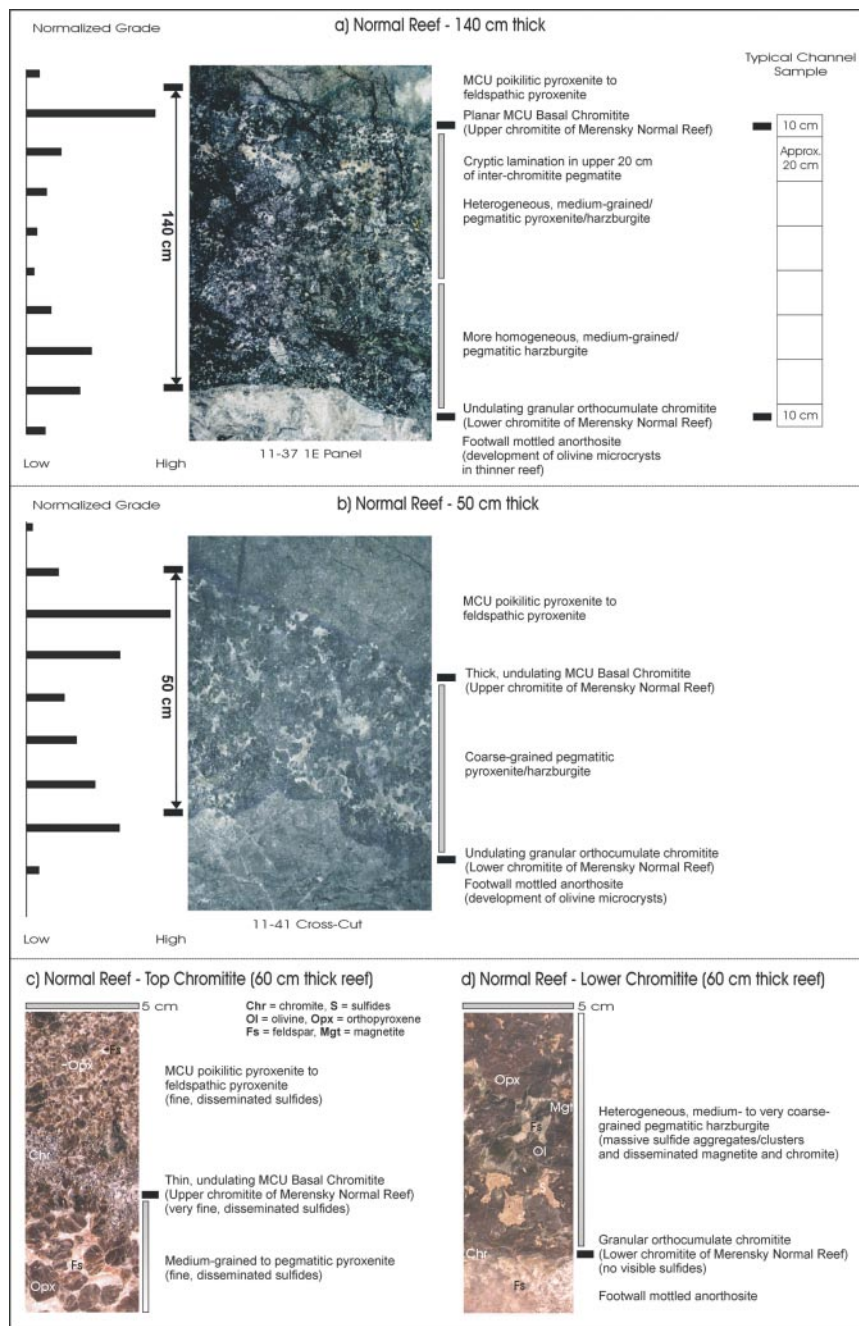 a) Normal Reef - 140 cm thick
Normalized Grade
Typical Channel
Sample
MCU poikilitic pyroxenite to
feldspathic pyroxenite
Planar MCU Basal Chromitite
(Upper chromitite of Merensky Normal Reef)
10 cm
Cryptic lamination in upper 20 cm
of inter-chromitite pegmatite
Approx.
20 cm
Heterogeneous, medium-grained/
pegmatitic pyroxenite/harzburgite
140 cm
More homogeneous, medium-grained/
pegmatitic harzburgite
Undulating granular orthocumulate chromitite
(Lower chromitite of Merensky Normal Reef)
10 cm
Footwall mottled anorthosite
(development of olivine microcrysts
in thinner reef)
Low
High
11-37 1E Panel
b) Normal Reef - 50 cm thick
Normalized Grade
MCU poikilitic pyroxenite to
feldspathic pyroxenite
Thick, undulating MCU Basal Chromitite
(Upper chromitite of Merensky Normal Reef)
50 cm
Coarse-grained pegmatitic
pyroxenite/harzburgite
Undulating granular orthocumulate chromitite
(Lower chromitite of Merensky Normal Reef)
Footwall mottled anorthosite
(development of olivine microcrysts)
Low
High
11-41 Cross-Cut
c) Normal Reef - Top Chromitite (60 cm thick reef)
5 cm
Chr = chromite, S = sulfides
Ol = olivine, Opx = orthopyroxene
Fs = feldspar, Mgt = magnetite
Fs
Opx
MCU poikilitic pyroxenite to
feldspathic pyroxenite
(fine, disseminated sulfides)
Chr
Thin, undulating MCU Basal Chromitite
(Upper chromitite of Merensky Normal Reef)
(very fine, disseminated sulfides)
Fs
Medium-grained to pegmatitic pyroxenite
(fine, disseminated sulfides)
Opx
d) Normal Reef - Lower Chromitite (60 cm thick reef)
5 cm
Opx
Mgt
Fs
Ol
Heterogeneous, medium- to very coarse-
grained pegmatitic harzburgite
(massive sulfide aggregates/clusters
and disseminated magnetite and chromite)
Chr
Granular orthocumulate chromitite
(Lower chromitite of Merensky Normal Reef)
(no visible sulfides)
Fs
Footwall mottled anorthosite